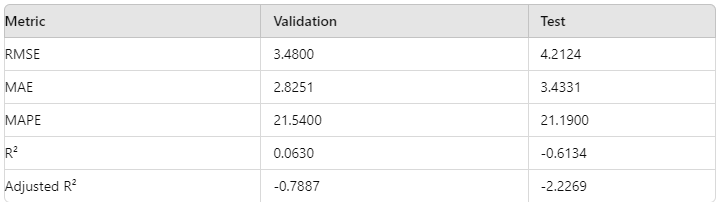 Metric Validation Test
RMSE 3.4800 4.2124
MAE 2.8251 3.4331
MAPE 21.5400 21.1900
R² 0.0630 -0.6134
Adjusted R² -0.7887 -2.2269